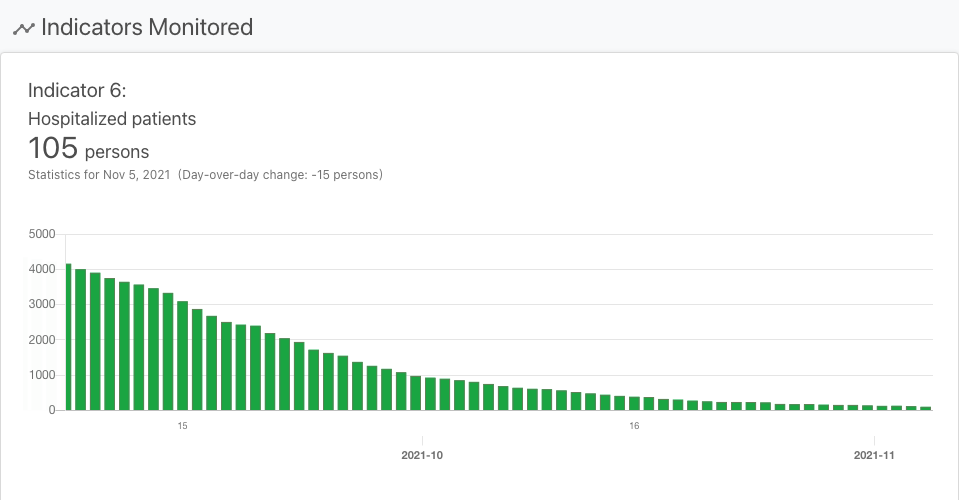 Indicators Monitored
Indicator 6:
Hospitalized patients
105 persons
Statistics for Nov 5, 2021 (Day-over-day change: -15 persons)
5000
4000
3000
2000
1000
0
15 16
2021-10 2021-11